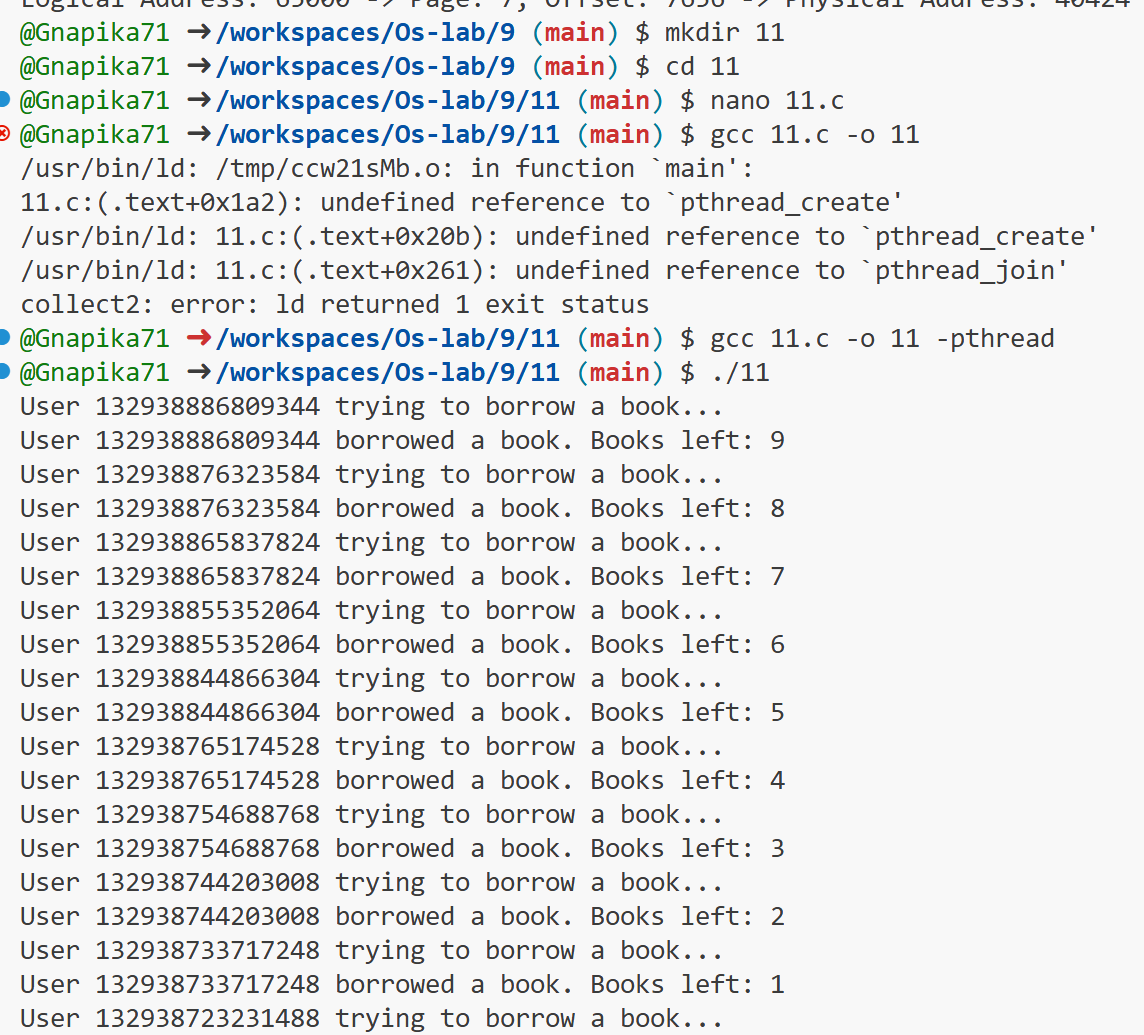 Logical Address: 65000 -> Page: 7, Offset: 7656 -> Physical Address: 40424
@Gnapika71 ➜/workspaces/Os-lab/9 (main) $ mkdir 11
@Gnapika71 ➜/workspaces/Os-lab/9 (main) $ cd 11
@Gnapika71 ➜/workspaces/Os-lab/9/11 (main) $ nano 11.c
@Gnapika71 ➜/workspaces/Os-lab/9/11 (main) $ gcc 11.c -o 11
/usr/bin/ld: /tmp/ccw21sMb.o: in function `main':
11.c:(.text+0x1a2): undefined reference to `pthread_create'
/usr/bin/ld: 11.c:(.text+0x20b): undefined reference to `pthread_create'
/usr/bin/ld: 11.c:(.text+0x261): undefined reference to `pthread_join'
collect2: error: ld returned 1 exit status
@Gnapika71 ➜/workspaces/Os-lab/9/11 (main) $ gcc 11.c -o 11 -pthread
@Gnapika71 ➜/workspaces/Os-lab/9/11 (main) $ ./11
User 132938886809344 trying to borrow a book...
User 132938886809344 borrowed a book. Books left: 9
User 132938876323584 trying to borrow a book...
User 132938876323584 borrowed a book. Books left: 8
User 132938865837824 trying to borrow a book...
User 132938865837824 borrowed a book. Books left: 7
User 132938855352064 trying to borrow a book...
User 132938855352064 borrowed a book. Books left: 6
User 132938844866304 trying to borrow a book...
User 132938844866304 borrowed a book. Books left: 5
User 132938765174528 trying to borrow a book...
User 132938765174528 borrowed a book. Books left: 4
User 132938754688768 trying to borrow a book...
User 132938754688768 borrowed a book. Books left: 3
User 132938744203008 trying to borrow a book...
User 132938744203008 borrowed a book. Books left: 2
User 132938733717248 trying to borrow a book...
User 132938733717248 borrowed a book. Books left: 1
User 132938723231488 trying to borrow a book...